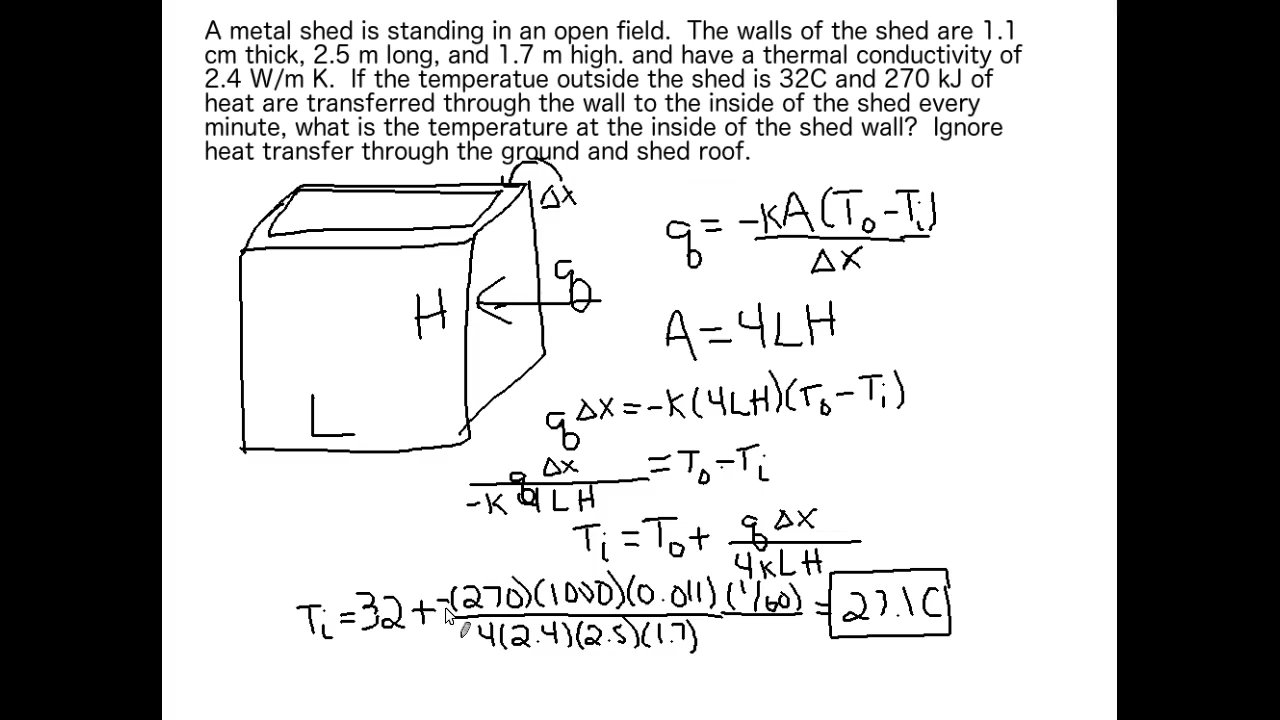 A metal shed is standing in an open field. The walls of the shed are 1.1
cm thick, 2.5 m long, and 1.7 m high. and have a thermal conductivity of
2.4 W/m K. If the temperatue outside the shed is 32C and 270 kJ of
heat are transferred through the wall to the inside of the shed every
minute, what is the temperature at the inside of the shed wall? Ignore
heat transfer through the ground and shed roof.
Δx
q
H
L
q = -kA(To - Ti)
Δx
A = 4LH
qΔx = -k(4LH)(To - Ti)
qΔx = To - Ti
-k 4LH
Ti = To + qΔx
4kLH
Ti = 32 + -(270)(1000)(0.011)(1/60) = 27.1 C
4(2.4)(2.5)(1.7)